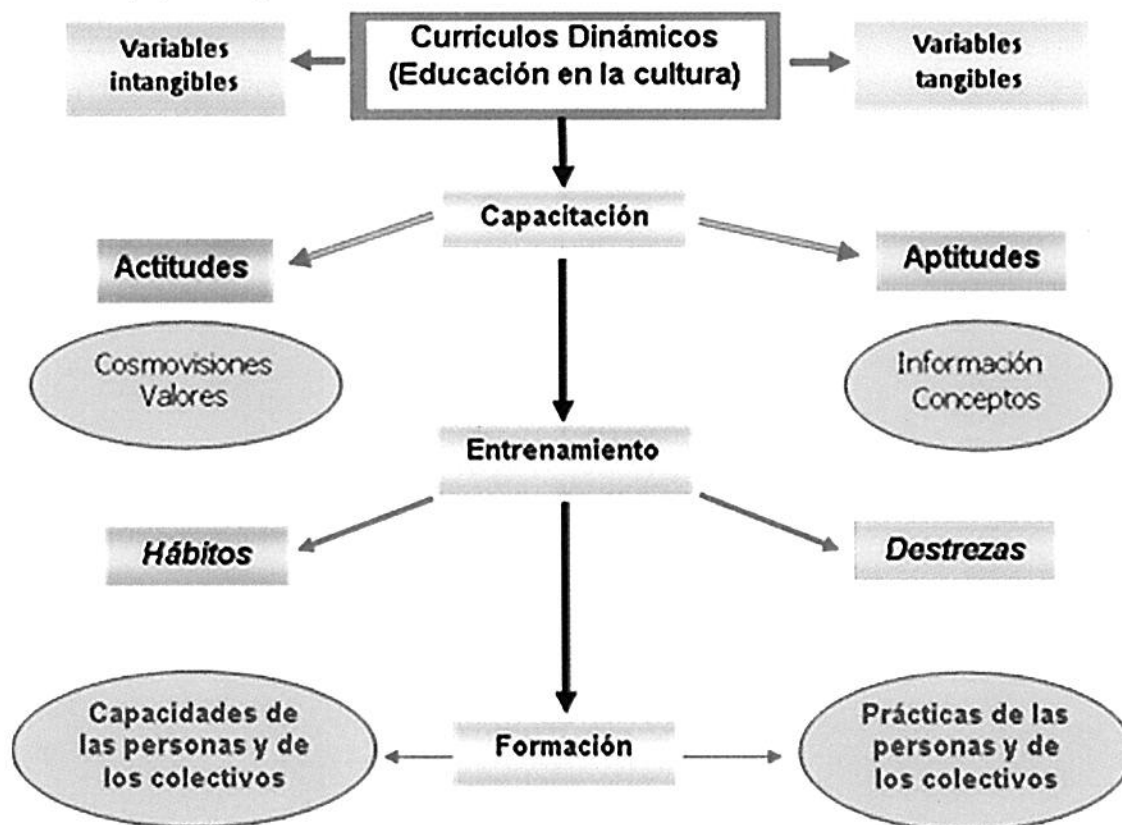 Variables
intangibles
Currículos Dinámicos
(Educación en la cultura)
Variables
tangibles
Capacitación
Actitudes
Aptitudes
Cosmovisiones
Valores
Información
Conceptos
Entrenamiento
Hábitos
Destrezas
Capacidades de
las personas y de
los colectivos
Formación
Prácticas de las
personas y de
los colectivos